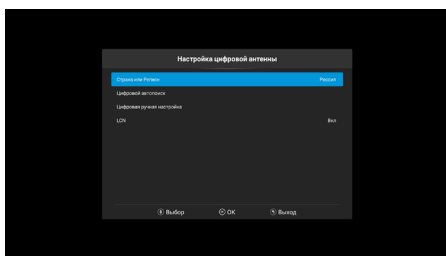 Настройка цифровой антенны
Страна или Регион Россия
Цифровой автопоиск
Цифровая ручная настройка
LCN Вкл
Выбор OK Выход